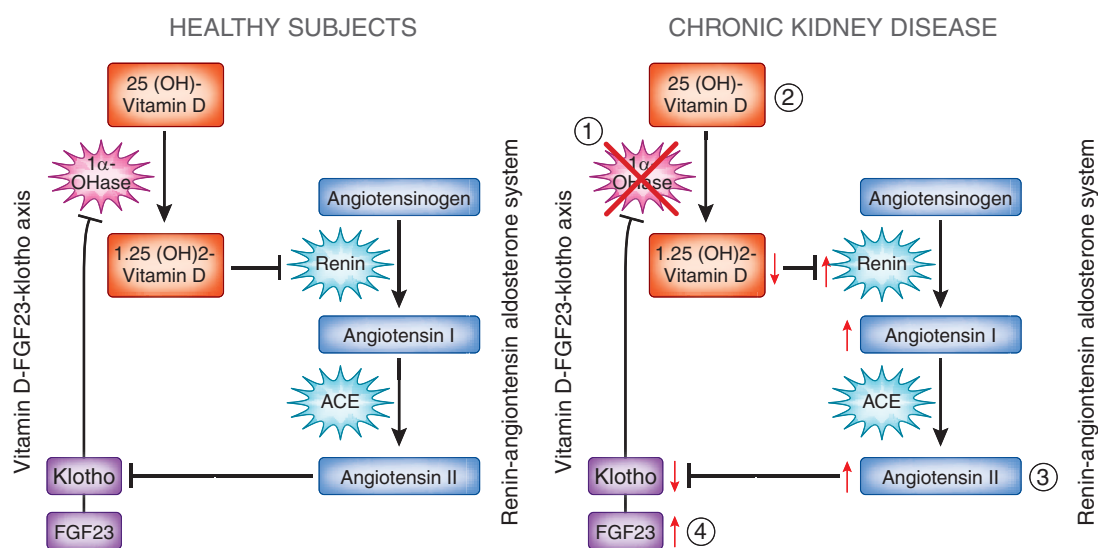 HEALTHY SUBJECTS
25 (OH)-
Vitamin D
1α-
OHase
1.25 (OH)2-
Vitamin D
Angiotensinogen
Renin
Angiotensin I
ACE
Angiotensin II
Klotho
FGF23
Vitamin D-FGF23-klotho axis
Renin-angiontensin aldosterone system
CHRONIC KIDNEY DISEASE
25 (OH)-
Vitamin D
2
1
1α-
OHase
1.25 (OH)2-
Vitamin D
Angiotensinogen
Renin
Angiotensin I
ACE
Angiotensin II
3
Klotho
FGF23
4
Vitamin D-FGF23-klotho axis
Renin-angiontensin aldosterone system